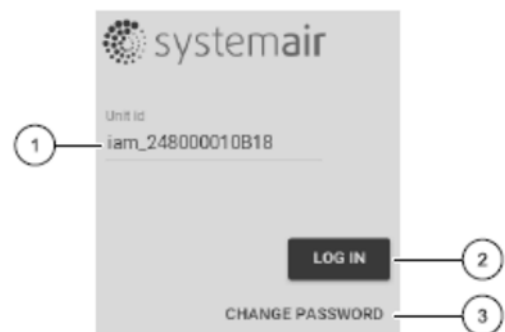 systemair
Unit id
1
iam_248000010B18
LOG IN
2
CHANGE PASSWORD
3